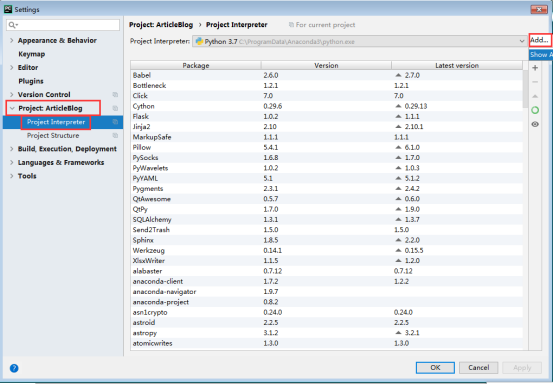 Settings
Project: ArticleBlog › Project Interpreter For current project
Appearance & Behavior
Keymap
Editor
Plugins
Version Control
Project: ArticleBlog
Project Interpreter
Project Structure
Build, Execution, Deployment
Languages & Frameworks
Tools
Project Interpreter: Python 3.7 C:\ProgramData\Anaconda3\python.exe
Add...
Show A
Package Version Latest version
Babel 2.6.0 2.7.0
Bottleneck 1.2.1 1.2.1
Click 7.0 7.0
Cython 0.29.6 0.29.13
Flask 1.0.2 1.1.1
Jinja2 2.10 2.10.1
MarkupSafe 1.1.1 1.1.1
Pillow 5.4.1 6.1.0
PySocks 1.6.8 1.7.0
PyWavelets 1.0.2 1.0.3
PyYAML 5.1 5.1.2
Pygments 2.3.1 2.4.2
QtAwesome 0.5.7 0.6.0
QtPy 1.7.0 1.9.0
SQLAlchemy 1.3.1 1.3.7
Send2Trash 1.5.0 1.5.0
Sphinx 1.8.5 2.2.0
Werkzeug 0.14.1 0.15.5
XlsxWriter 1.1.5 1.2.0
alabaster 0.7.12 0.7.12
anaconda-client 1.7.2 1.2.2
anaconda-navigator 1.9.7
anaconda-project 0.8.2
asn1crypto 0.24.0 0.24.0
astroid 2.2.5 2.2.5
astropy 3.1.2 3.2.1
atomicwrites 1.3.0 1.3.0
OK Cancel Apply